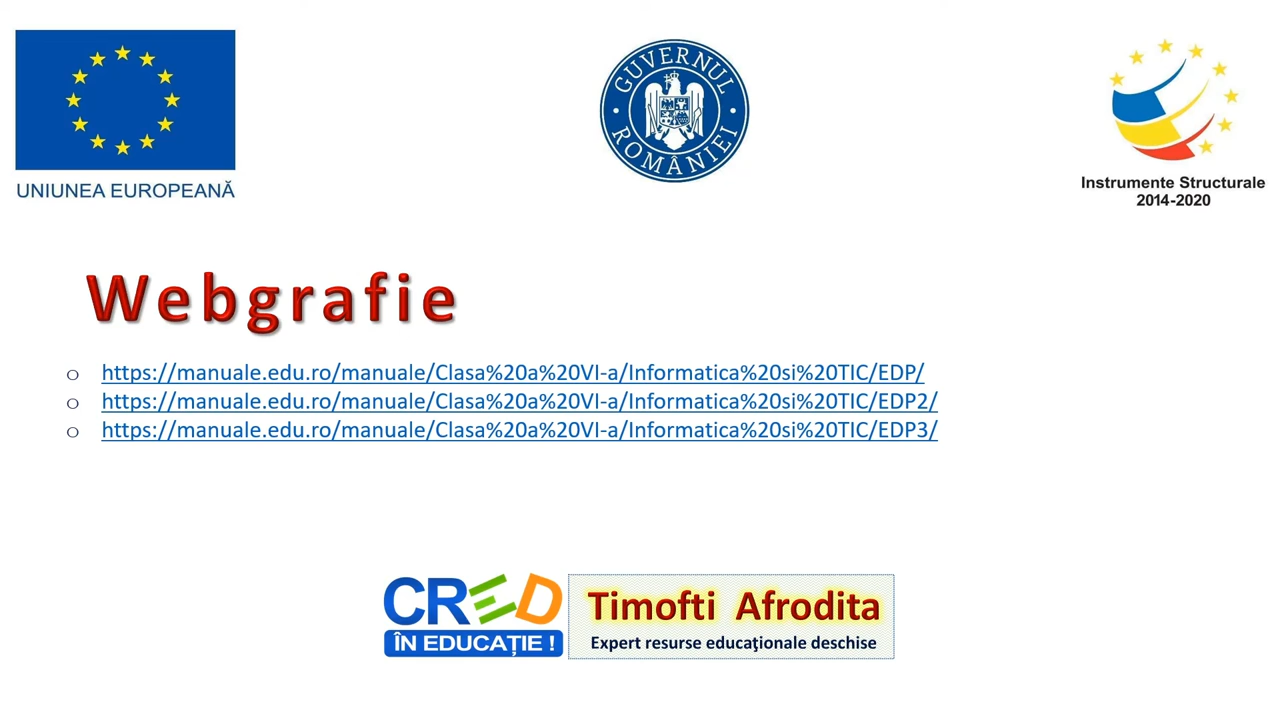 GUVERNUL
ROMÂNIEI
UNIUNEA EUROPEANĂ
Instrumente Structurale
2014-2020
Webgrafie
https://manuale.edu.ro/manuale/Clasa%20a%20VI-a/Informatica%20si%20TIC/EDP/
https://manuale.edu.ro/manuale/Clasa%20a%20VI-a/Informatica%20si%20TIC/EDP2/
https://manuale.edu.ro/manuale/Clasa%20a%20VI-a/Informatica%20si%20TIC/EDP3/
CRED
ÎN EDUCAȚIE !
Timofti Afrodita
Expert resurse educaţionale deschise